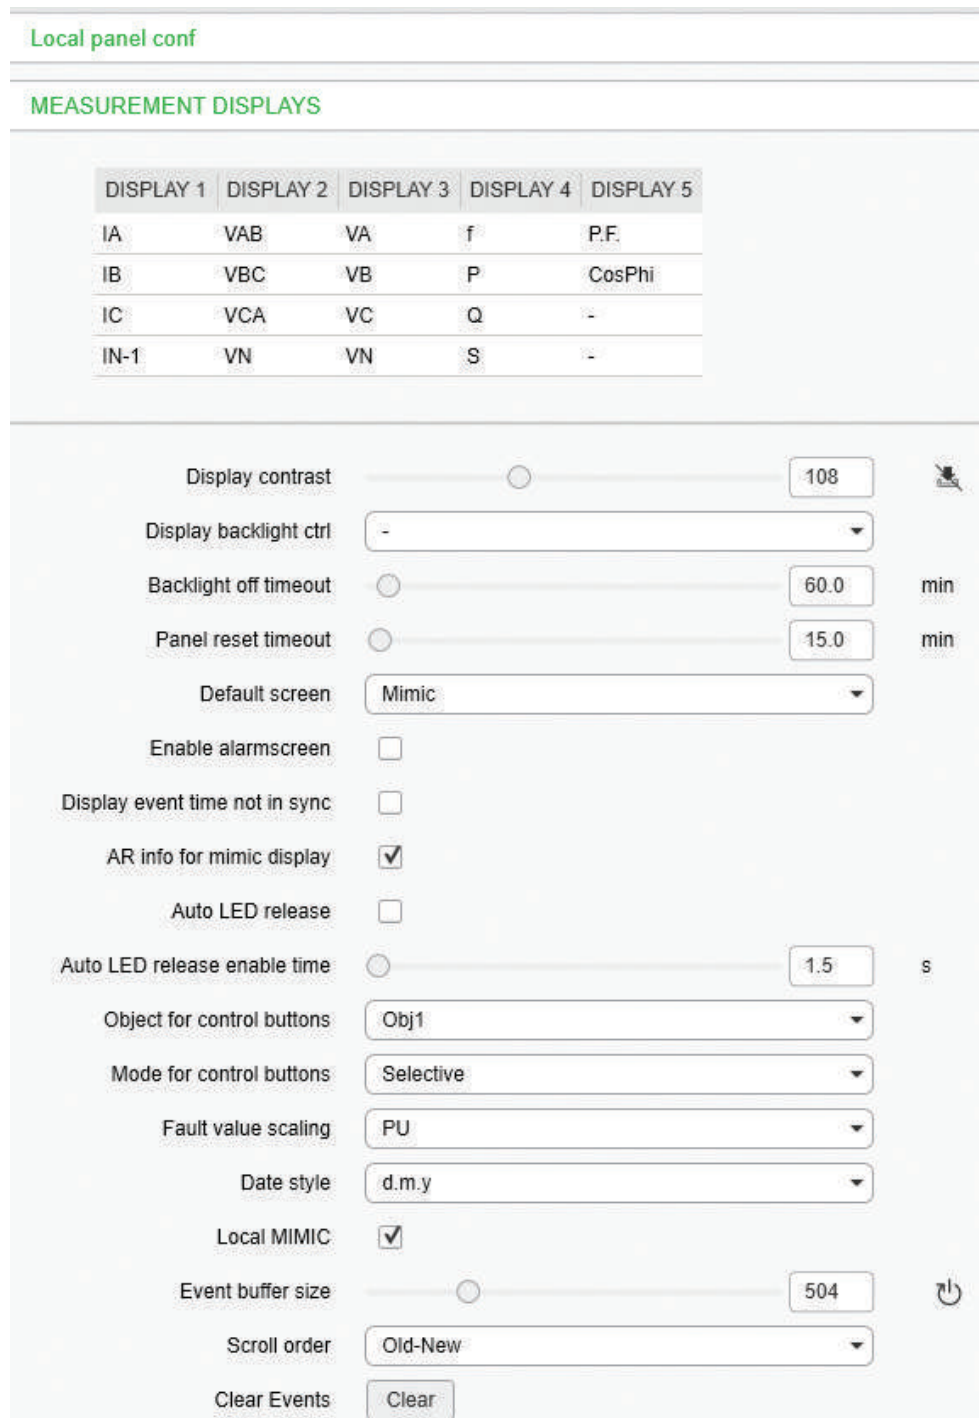 Local panel conf
MEASUREMENT DISPLAYS
DISPLAY 1 DISPLAY 2 DISPLAY 3 DISPLAY 4 DISPLAY 5
IA VAB VA f P.F.
IB VBC VB P CosPhi
IC VCA VC Q -
IN-1 VN VN S -
Display contrast 108
Display backlight ctrl -
Backlight off timeout 60.0 min
Panel reset timeout 15.0 min
Default screen Mimic
Enable alarmscreen
Display event time not in sync
AR info for mimic display
Auto LED release
Auto LED release enable time 1.5 s
Object for control buttons Obj1
Mode for control buttons Selective
Fault value scaling PU
Date style d.m.y
Local MIMIC
Event buffer size 504
Scroll order Old-New
Clear Events Clear